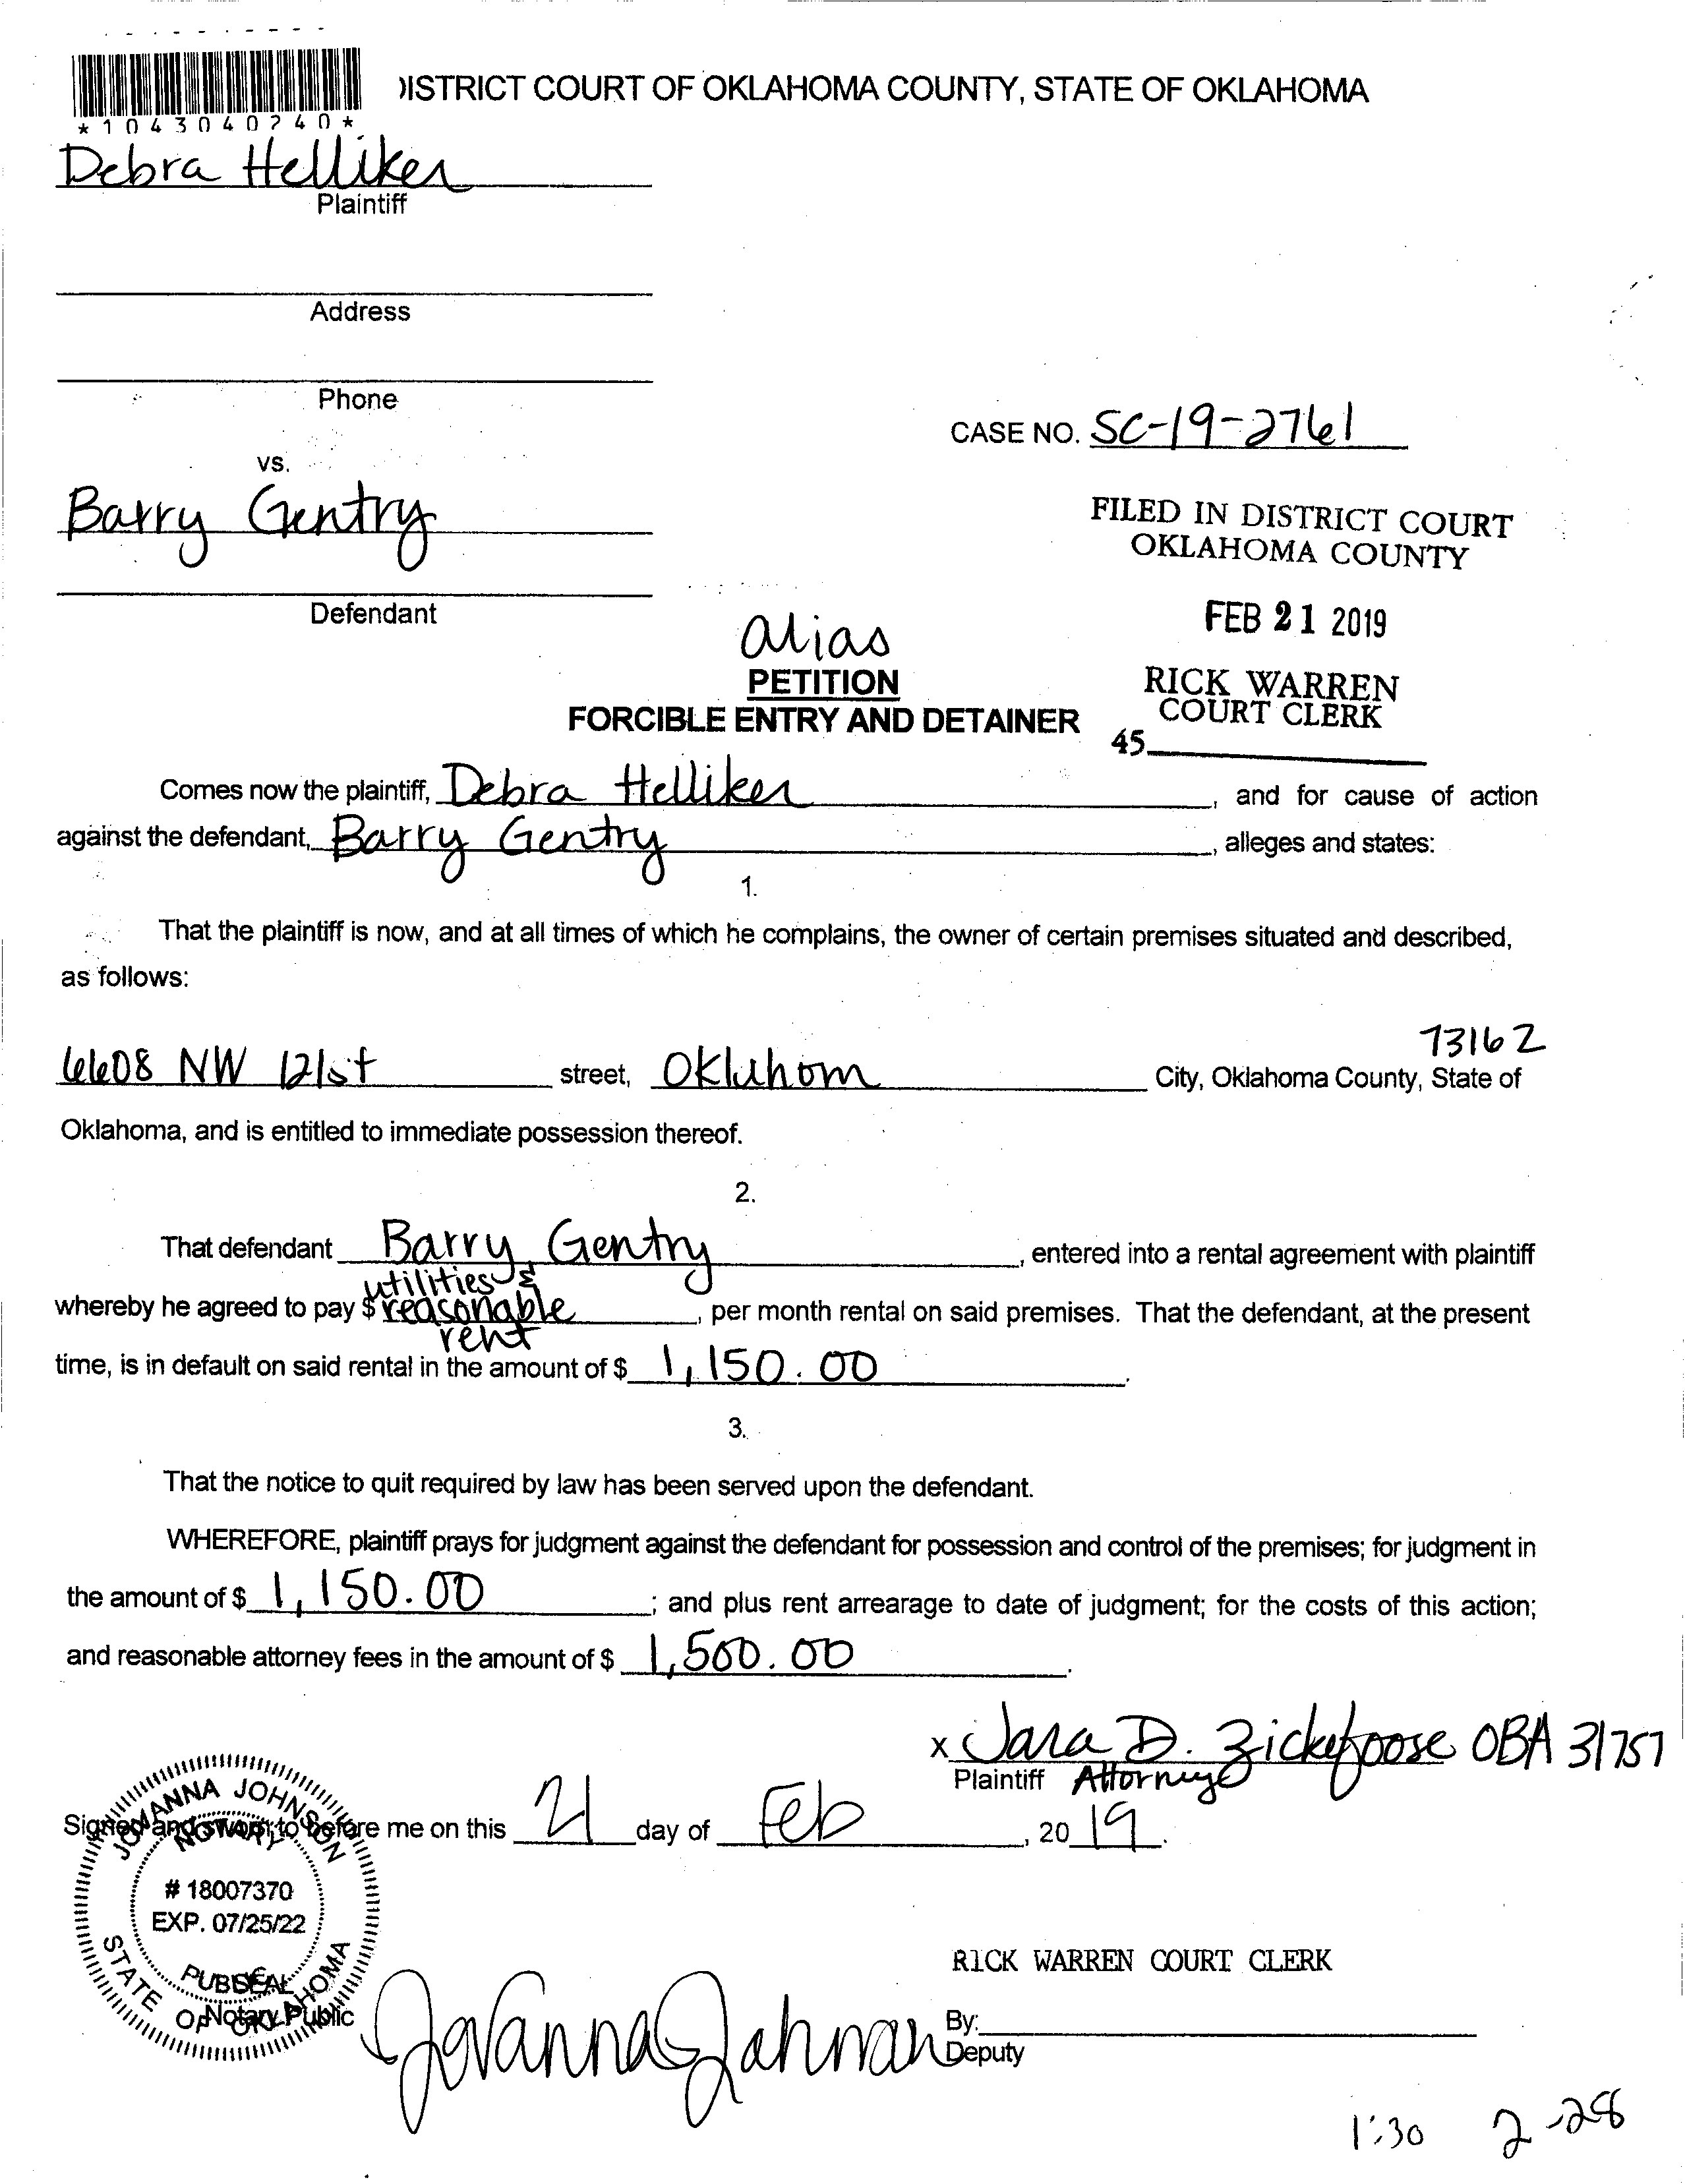 ISTRICT COURT OF OKLAHOMA COUNTY, STATE OF OKLAHOMA
*1043040240*
Debra Helliker
Plaintiff
Address
Phone
CASE NO. SC-19-2761
vs.
Barry Gentry
FILED IN DISTRICT COURT
OKLAHOMA COUNTY
Defendant
FEB 21 2019
alias
PETITION
RICK WARREN
COURT CLERK
FORCIBLE ENTRY AND DETAINER
45
Comes now the plaintiff, Debra Helliker, and for cause of action
against the defendant, Barry Gentry, alleges and states:
1.
That the plaintiff is now, and at all times of which he complains, the owner of certain premises situated and described,
as follows:
73162
6608 NW 121st street, Oklahom City, Oklahoma County, State of
Oklahoma, and is entitled to immediate possession thereof.
2.
That defendant Barry Gentry, entered into a rental agreement with plaintiff
utilities &
whereby he agreed to pay $ reasonable, per month rental on said premises. That the defendant, at the present
rent
time, is in default on said rental in the amount of $ 1,150.00.
3.
That the notice to quit required by law has been served upon the defendant.
WHEREFORE, plaintiff prays for judgment against the defendant for possession and control of the premises; for judgment in
the amount of $ 1,150.00; and plus rent arrearage to date of judgment; for the costs of this action;
and reasonable attorney fees in the amount of $ 1,500.00.
x Jara D. Zickefoose OBA 31757
Plaintiff Attorney
Signed and sworn to before me on this 21 day of Feb, 2019.
JOVANNA JOHNSON
NOTARY
# 18007370
EXP. 07/25/22
PUBLIC
STATE OF OKLAHOMA
SEAL
Notary Public
Jovanna Johnson
RICK WARREN COURT CLERK
By:
Deputy
1:30 2-28